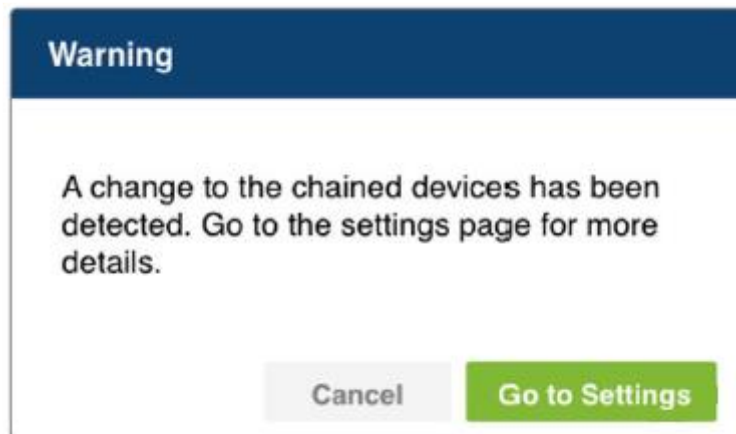 Warning
A change to the chained devices has been
detected. Go to the settings page for more
details.
Cancel
Go to Settings